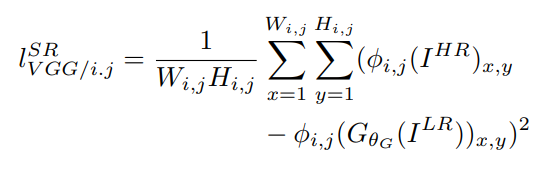 l^{SR}_{VGG/i.j} = \frac{1}{W_{i,j}H_{i,j}} \sum_{x=1}^{W_{i,j}} \sum_{y=1}^{H_{i,j}} (\phi_{i,j}(I^{HR})_{x,y}
- \phi_{i,j}(G_{\theta_G}(I^{LR}))_{x,y})^2